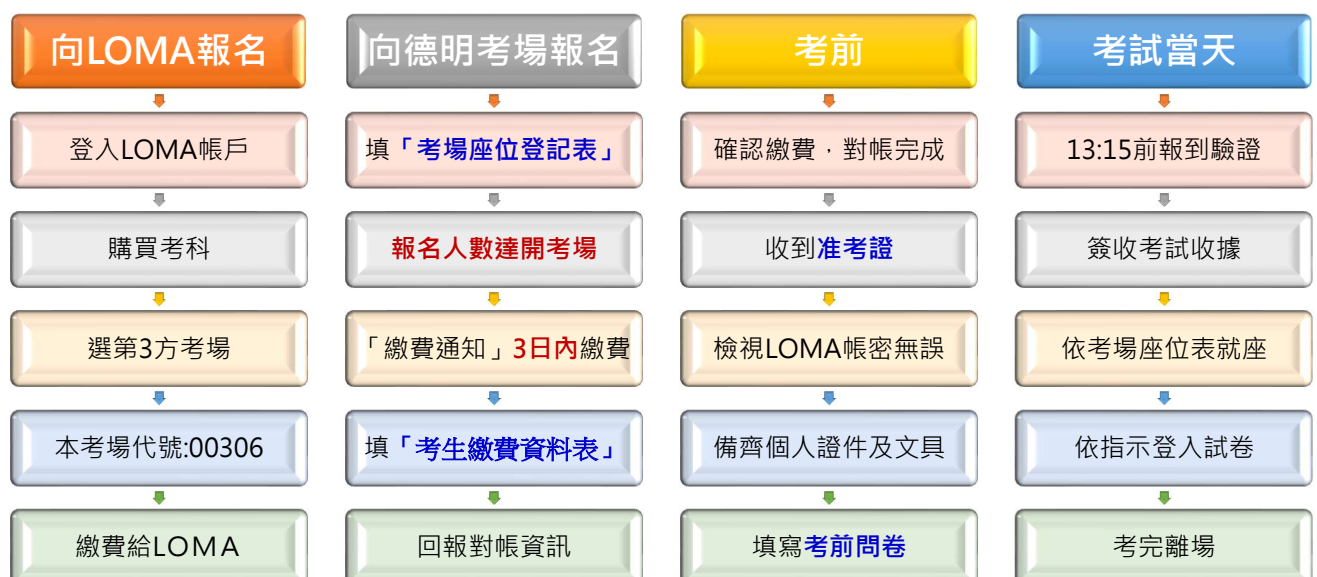 向LOMA報名
登入LOMA帳戶
購買考科
選第3方考場
本考場代號:00306
繳費給LOMA
向德明考場報名
填「考場座位登記表」
報名人數達開考場
「繳費通知」3日內繳費
填「考生繳費資料表」
回報對帳資訊
考前
確認繳費，對帳完成
收到准考證
檢視LOMA帳密無誤
備齊個人證件及文具
填寫考前問卷
考試當天
13:15前報到驗證
簽收考試收據
依考場座位表就座
依指示登入試卷
考完離場